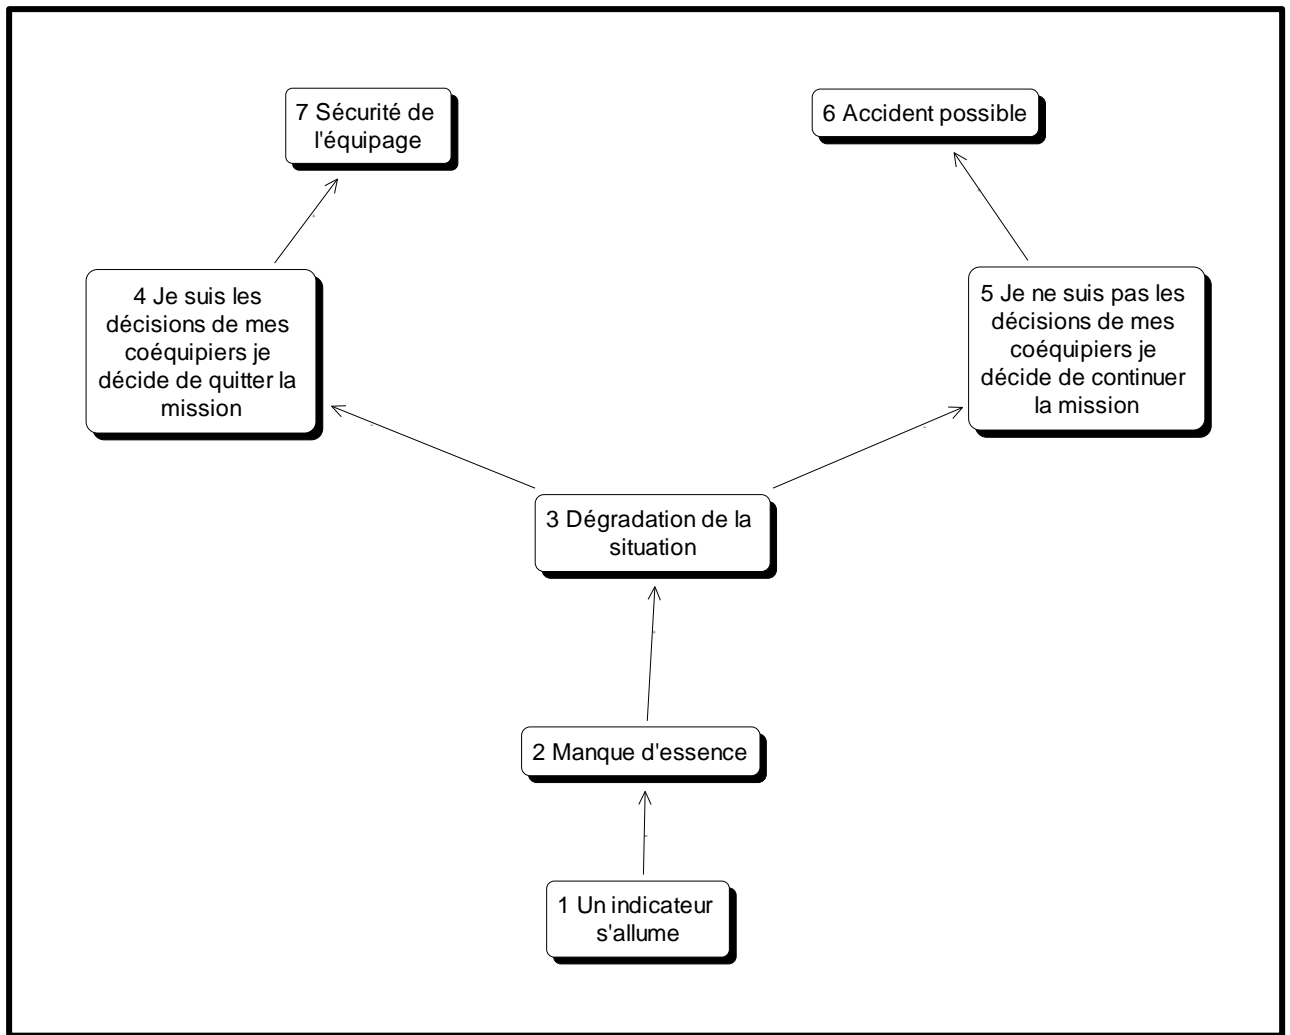 7 Sécurité de
l'équipage
6 Accident possible
4 Je suis les
décisions de mes
coéquipiers je
décide de quitter la
mission
5 Je ne suis pas les
décisions de mes
coéquipiers je
décide de continuer
la mission
3 Dégradation de la
situation
2 Manque d'essence
1 Un indicateur
s'allume